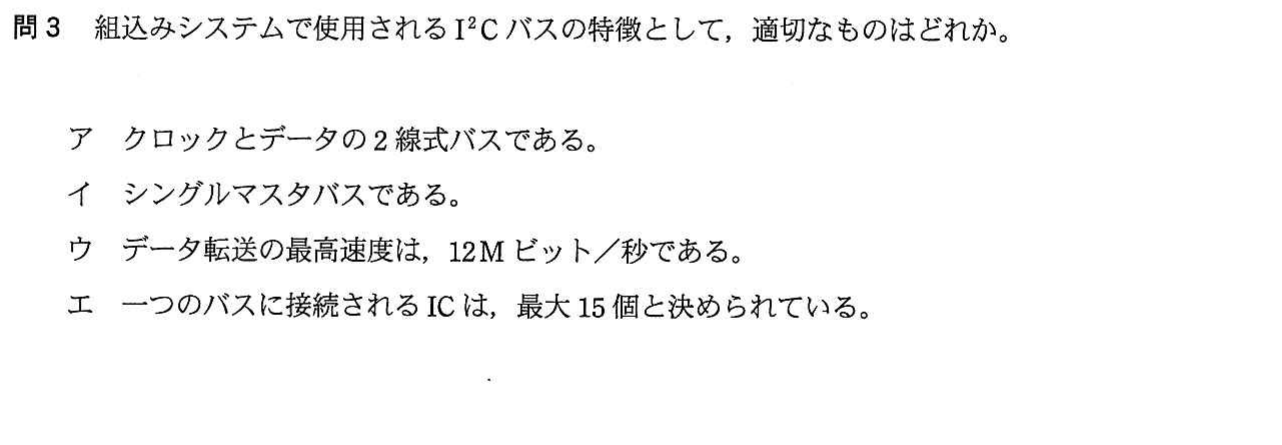 問3 組込みシステムで使用されるI²Cバスの特徴として，適切なものはどれか。
ア クロックとデータの2線式バスである。
イ シングルマスタバスである。
ウ データ転送の最高速度は，12Mビット／秒である。
エ 一つのバスに接続されるICは，最大15個と決められている。